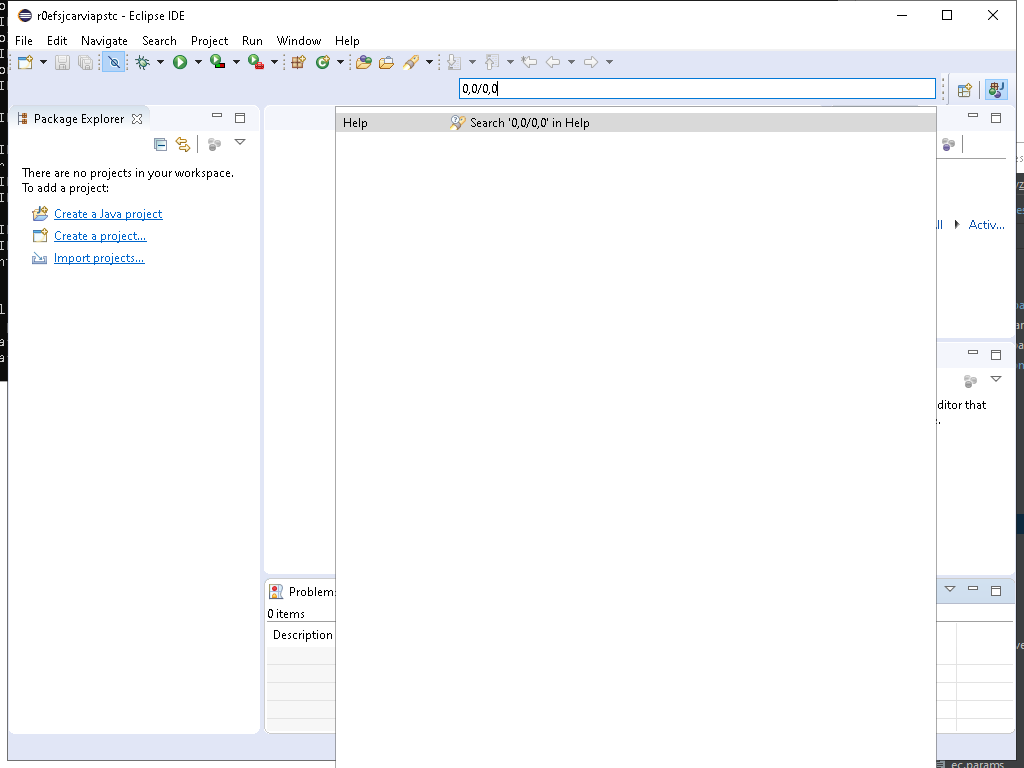 r0efsjcarviapstc - Eclipse IDE
File Edit Navigate Search Project Run Window Help
0,0/0,0
Package Explorer
Help Search '0,0/0,0' in Help
There are no projects in your workspace.
To add a project:
Create a Java project
Create a project...
Import projects...
Activ...
ditor that
Problem
0 items
Description
ec.params